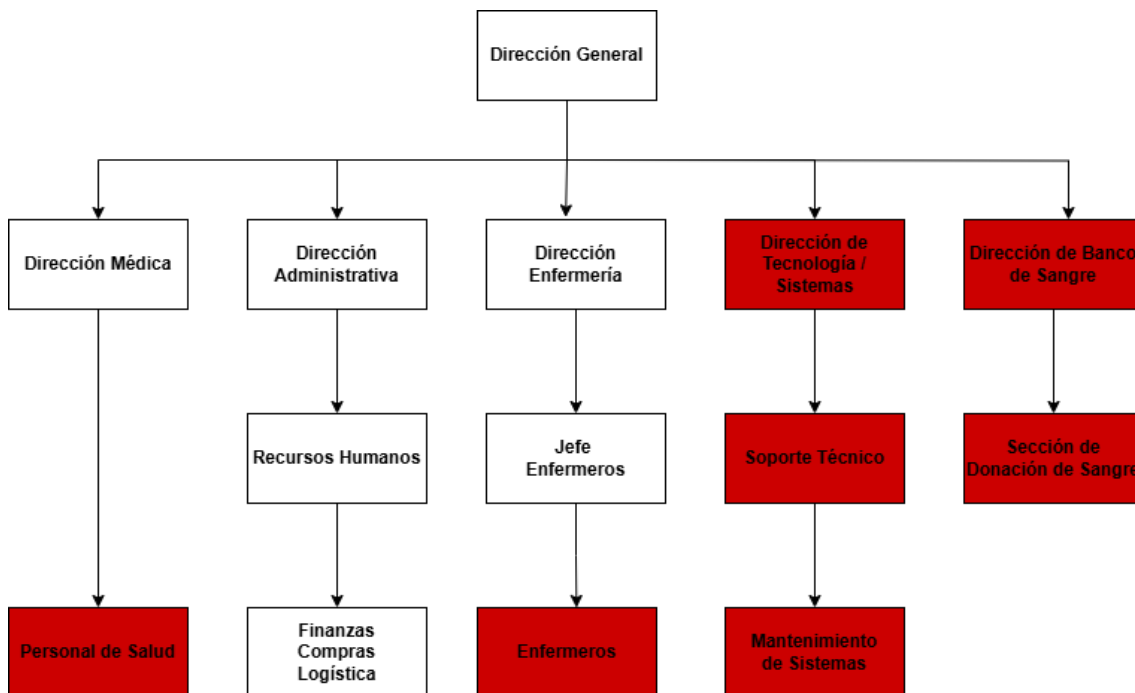 Dirección General
Dirección Médica
Dirección
Administrativa
Dirección
Enfermería
Dirección de
Tecnología /
Sistemas
Dirección de Banco
de Sangre
Recursos Humanos
Jefe
Enfermeros
Soporte Técnico
Sección de
Donación de Sangre
Personal de Salud
Finanzas
Compras
Logística
Enfermeros
Mantenimiento
de Sistemas